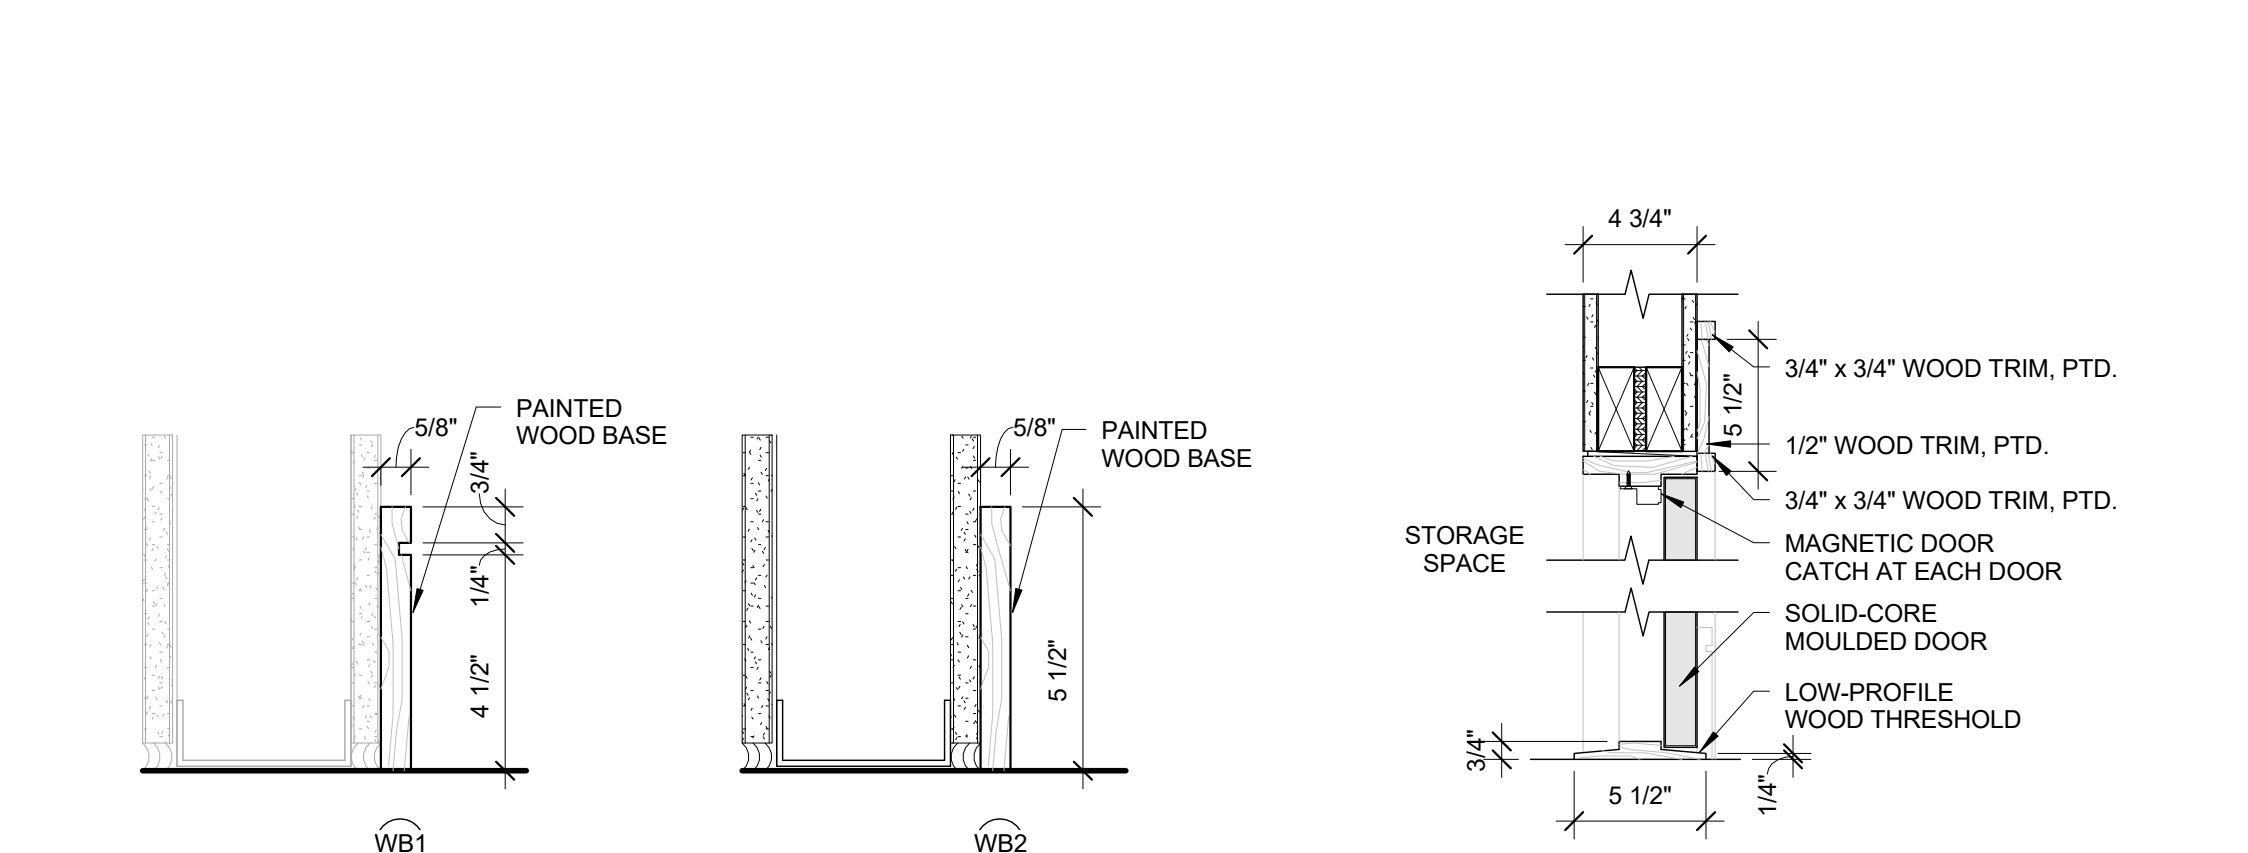 PAINTED
WOOD BASE
5/8"
3/4"
1/4"
4 1/2"
WB1
PAINTED
WOOD BASE
5/8"
5 1/2"
WB2
4 3/4"
3/4" x 3/4" WOOD TRIM, PTD.
5 1/2"
1/2" WOOD TRIM, PTD.
3/4" x 3/4" WOOD TRIM, PTD.
STORAGE
SPACE
MAGNETIC DOOR
CATCH AT EACH DOOR
SOLID-CORE
MOULDED DOOR
LOW-PROFILE
WOOD THRESHOLD
3/4"
5 1/2"
1/4"